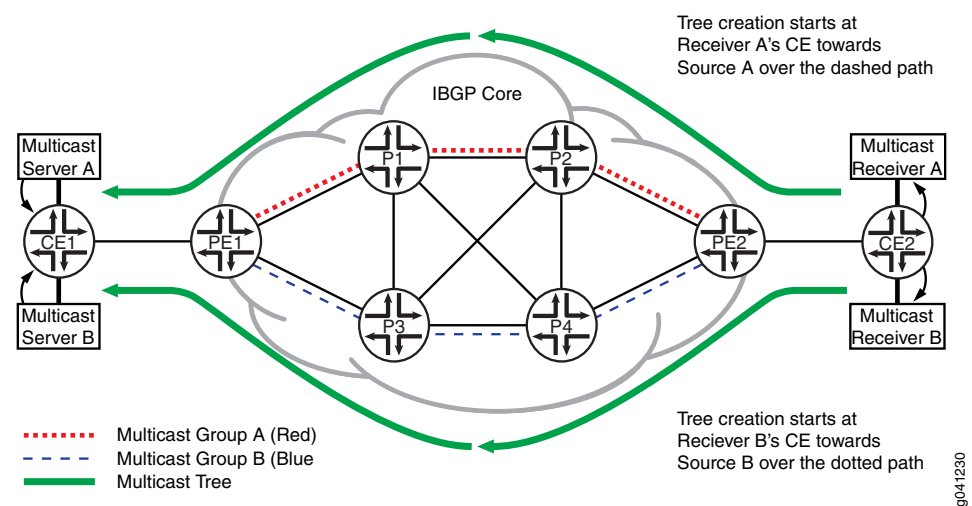 Tree creation starts at
Receiver A's CE towards
Source A over the dashed path
IBGP Core
Multicast
Server A
P1
P2
Multicast
Receiver A
CE1
PE1
PE2
CE2
Multicast
Server B
P3
P4
Multicast
Receiver B
Tree creation starts at
Reciever B's CE towards
Source B over the dotted path
Multicast Group A (Red)
Multicast Group B (Blue
Multicast Tree
g041230